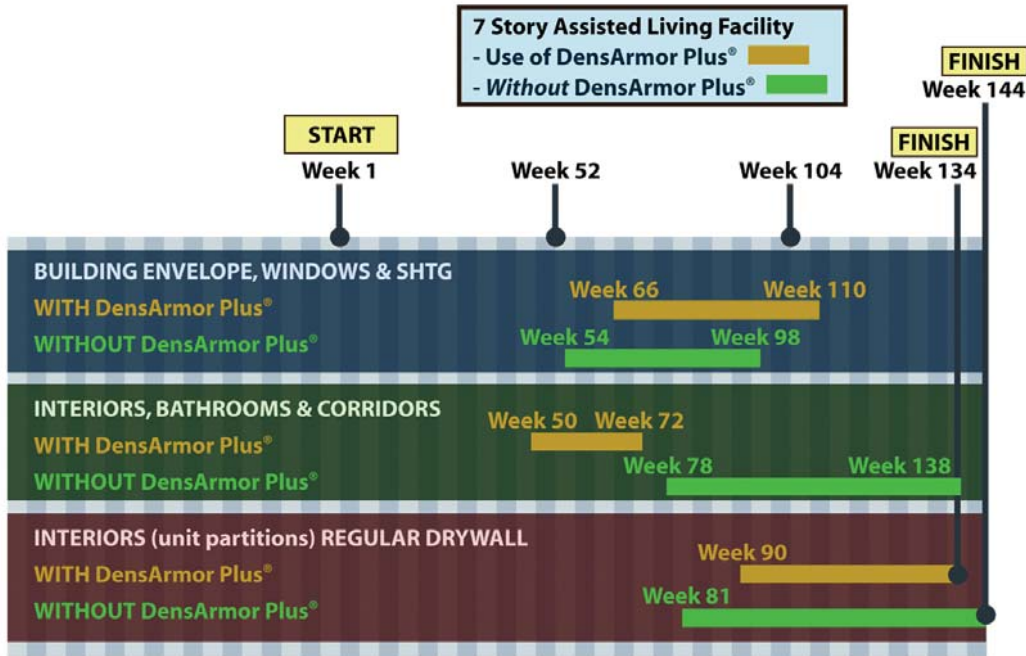 7 Story Assisted Living Facility
- Use of DensArmor Plus®
- Without DensArmor Plus®
FINISH
Week 144
START
Week 1
Week 52
Week 104
FINISH
Week 134
BUILDING ENVELOPE, WINDOWS & SHTG
WITH DensArmor Plus®
Week 66
Week 110
WITHOUT DensArmor Plus®
Week 54
Week 98
INTERIORS, BATHROOMS & CORRIDORS
WITH DensArmor Plus®
Week 50
Week 72
WITHOUT DensArmor Plus®
Week 78
Week 138
INTERIORS (unit partitions) REGULAR DRYWALL
WITH DensArmor Plus®
Week 90
WITHOUT DensArmor Plus®
Week 81